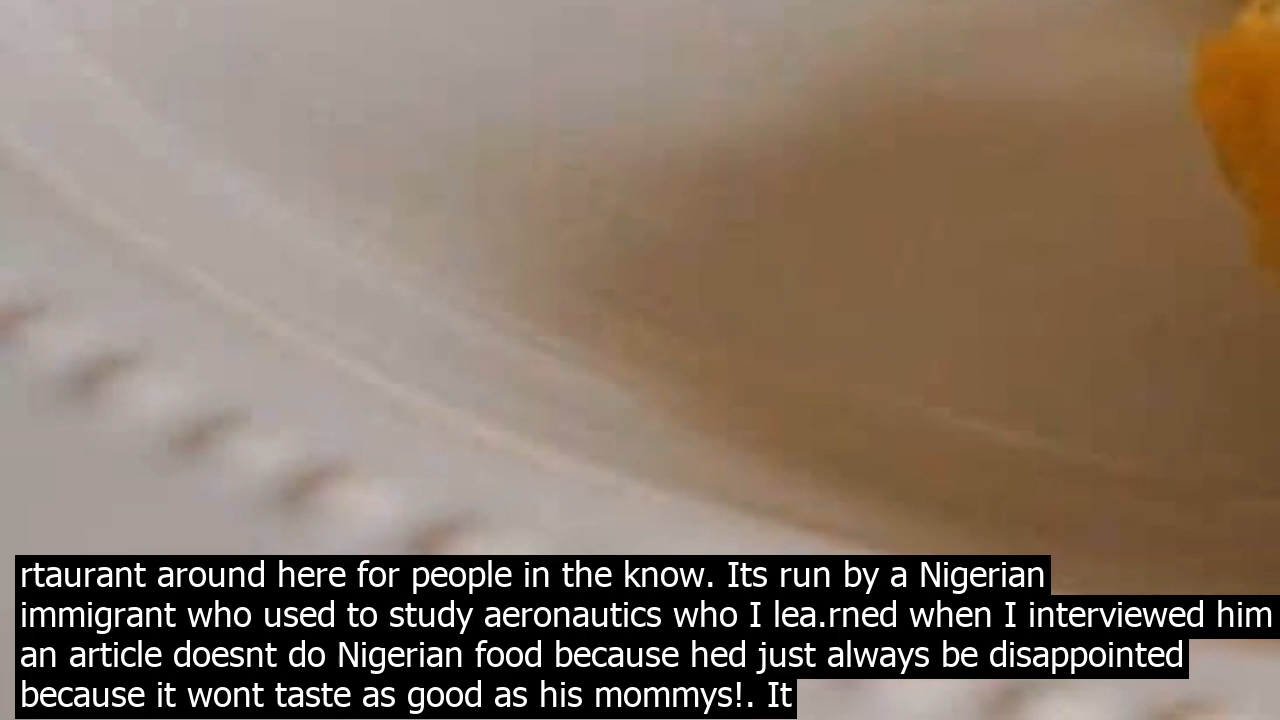 rtaurant around here for people in the know. Its run by a Nigerian
immigrant who used to study aeronautics who I lea.rned when I interviewed him
an article doesnt do Nigerian food because hed just always be disappointed
because it wont taste as good as his mommys!. It